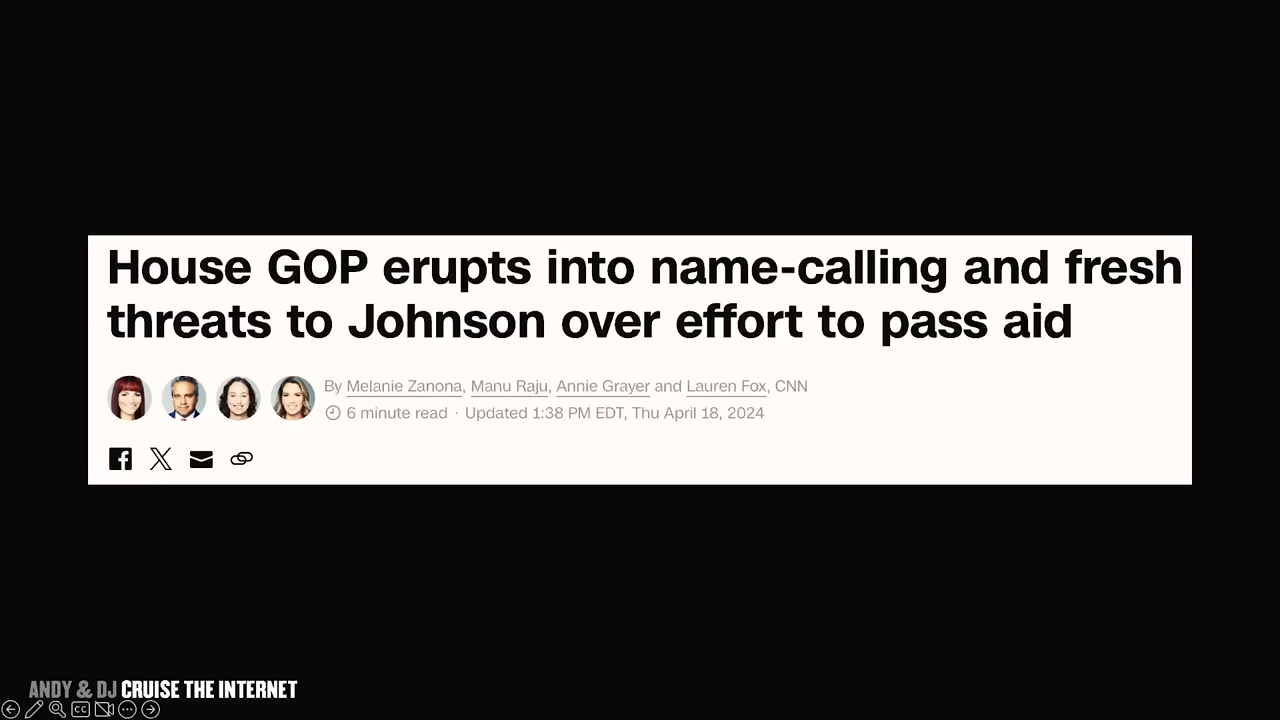 House GOP erupts into name-calling and fresh
threats to Johnson over effort to pass aid
By Melanie Zanona, Manu Raju, Annie Grayer and Lauren Fox, CNN
6 minute read · Updated 1:38 PM EDT, Thu April 18, 2024
ANDY & DJ CRUISE THE INTERNET
CC